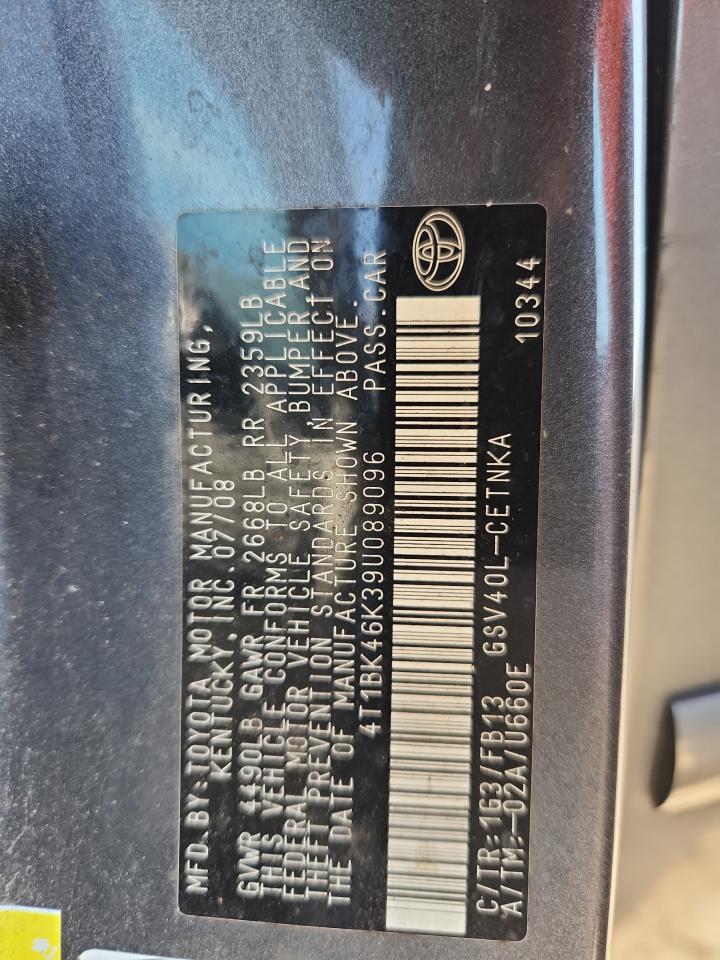 MFD. BY: TOYOTA MOTOR MANUFACTURING,
KENTUCKY, INC. 07/08
GVWR 4490LB GAWR FR 2668LB RR 2359LB
THIS VEHICLE CONFORMS TO ALL APPLICABLE
FEDERAL MOTOR VEHICLE SAFETY, BUMPER AND
THEFT PREVENTION STANDARDS IN EFFECT ON
THE DATE OF MANUFACTURE SHOWN ABOVE.
4T1BK46K39U089096 PASS.CAR
C/TR: 1G3/FB13 GSV40L-CETNKA
A/TM:-02A/U660E 10344